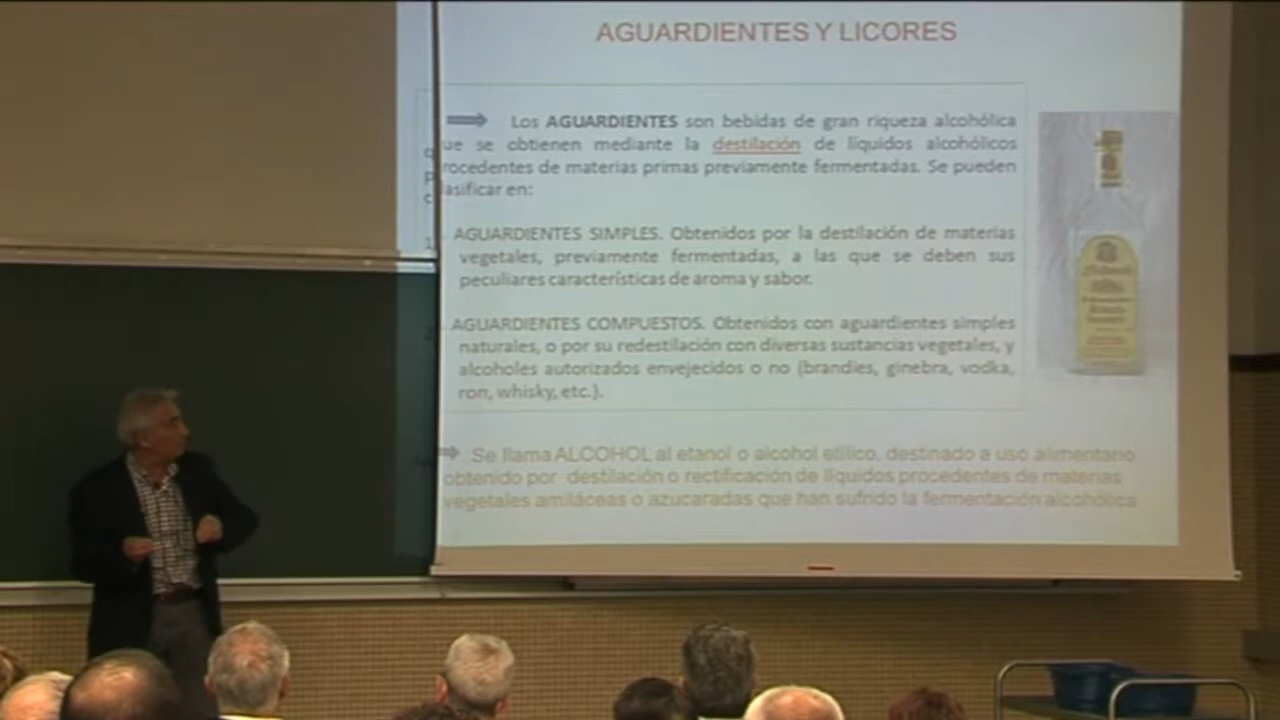 AGUARDIENTES Y LICORES
Los AGUARDIENTES son bebidas de gran riqueza alcohólica
que se obtienen mediante la destilación de líquidos alcohólicos
procedentes de materias primas previamente fermentadas. Se pueden
clasificar en:
1. AGUARDIENTES SIMPLES. Obtenidos por la destilación de materias
vegetales, previamente fermentadas, a las que se deben sus
peculiares características de aroma y sabor.
AGUARDIENTES COMPUESTOS. Obtenidos con aguardientes simples
naturales, o por su redestilación con diversas sustancias vegetales, y
alcoholes autorizados envejecidos o no (brandies, ginebra, vodka,
ron, whisky, etc.).
Se llama ALCOHOL al etanol o alcohol etílico, destinado a uso alimentario
obtenido por destilación o rectificación de líquidos procedentes de materias
vegetales amiláceas o azucaradas que han sufrido la fermentación alcohólica